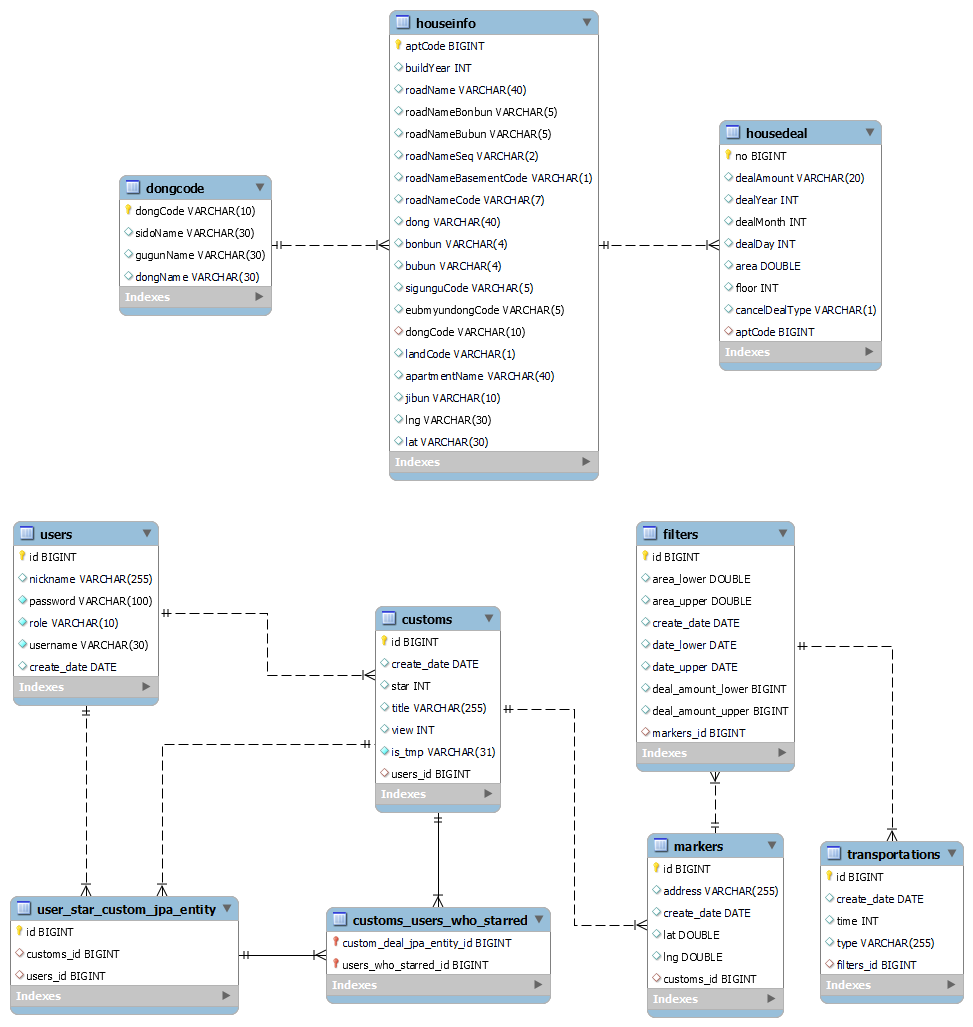 houseinfo
aptCode BIGINT
buildYear INT
roadName VARCHAR(40)
roadNameBonbun VARCHAR(5)
roadNameBubun VARCHAR(5)
roadNameSeq VARCHAR(2)
roadNameBasementCode VARCHAR(1)
roadNameCode VARCHAR(7)
dong VARCHAR(40)
bonbun VARCHAR(4)
bubun VARCHAR(4)
sigunguCode VARCHAR(5)
eubmyundongCode VARCHAR(5)
dongCode VARCHAR(10)
landCode VARCHAR(1)
apartmentName VARCHAR(40)
jibun VARCHAR(10)
lng VARCHAR(30)
lat VARCHAR(30)
Indexes
housedeal
no BIGINT
dealAmount VARCHAR(20)
dealYear INT
dealMonth INT
dealDay INT
area DOUBLE
floor INT
cancelDealType VARCHAR(1)
aptCode BIGINT
Indexes
dongcode
dongCode VARCHAR(10)
sidoName VARCHAR(30)
gugunName VARCHAR(30)
dongName VARCHAR(30)
Indexes
users
id BIGINT
nickname VARCHAR(255)
password VARCHAR(100)
role VARCHAR(10)
username VARCHAR(30)
create_date DATE
Indexes
customs
id BIGINT
create_date DATE
star INT
title VARCHAR(255)
view INT
is_tmp VARCHAR(31)
users_id BIGINT
Indexes
filters
id BIGINT
area_lower DOUBLE
area_upper DOUBLE
create_date DATE
date_lower DATE
date_upper DATE
deal_amount_lower BIGINT
deal_amount_upper BIGINT
markers_id BIGINT
Indexes
user_star_custom_jpa_entity
id BIGINT
customs_id BIGINT
users_id BIGINT
Indexes
customs_users_who_starred
custom_deal_jpa_entity_id BIGINT
users_who_starred_id BIGINT
Indexes
markers
id BIGINT
address VARCHAR(255)
create_date DATE
lat DOUBLE
lng DOUBLE
customs_id BIGINT
Indexes
transportations
id BIGINT
create_date DATE
time INT
type VARCHAR(255)
filters_id BIGINT
Indexes